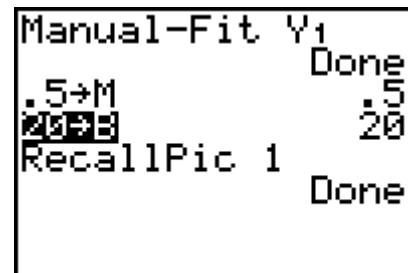 Manual-Fit Y₁
Done
.5→M .5
20→B 20
RecallPic 1
Done